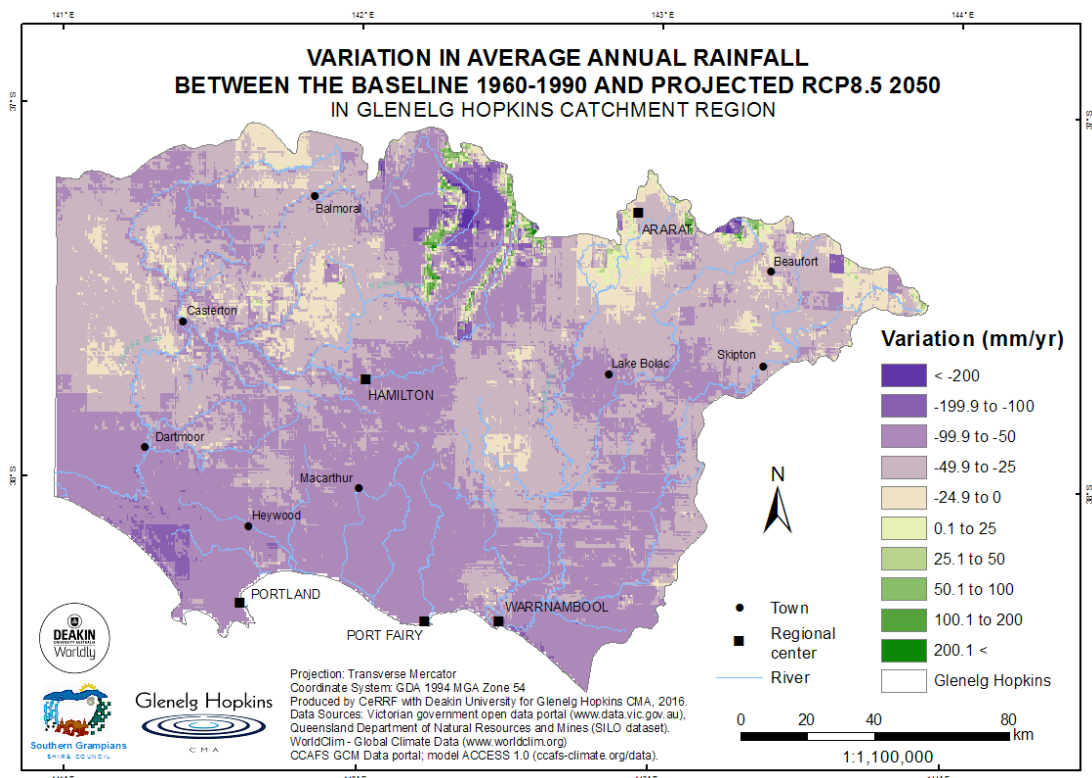 141° E
142° E
143° E
144° E
VARIATION IN AVERAGE ANNUAL RAINFALL
BETWEEN THE BASELINE 1960-1990 AND PROJECTED RCP8.5 2050
IN GLENELG HOPKINS CATCHMENT REGION
37° S
Balmoral
ARARAT
Beaufort
Casterton
Lake Bolac
Skipton
HAMILTON
Dartmoor
Macarthur
Heywood
PORTLAND
PORT FAIRY
WARRNAMBOOL
38° S
N
Variation (mm/yr)
< -200
-199.9 to -100
-99.9 to -50
-49.9 to -25
-24.9 to 0
0.1 to 25
25.1 to 50
50.1 to 100
100.1 to 200
200.1 <
Glenelg Hopkins
Town
Regional
center
River
0 20 40 80
km
1:1,100,000
DEAKIN
Worldly
Southern Grampians
SHIRE COUNCIL
Glenelg Hopkins
CMA
Projection: Transverse Mercator
Coordinate System: GDA 1994 MGA Zone 54
Produced by CeRRF with Deakin University for Glenelg Hopkins CMA, 2016.
Data Sources: Victorian government open data portal (www.data.vic.gov.au),
Queensland Department of Natural Resources and Mines (SILO dataset).
WorldClim - Global Climate Data (www.worldclim.org)
CCAFS GCM Data portal; model ACCESS 1.0 (ccafs-climate.org/data).